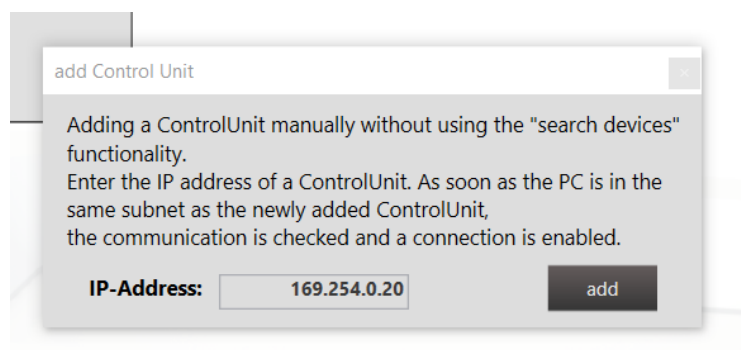 add Control Unit
Adding a ControlUnit manually without using the "search devices"
functionality.
Enter the IP address of a ControlUnit. As soon as the PC is in the
same subnet as the newly added ControlUnit,
the communication is checked and a connection is enabled.
IP-Address: 169.254.0.20 add